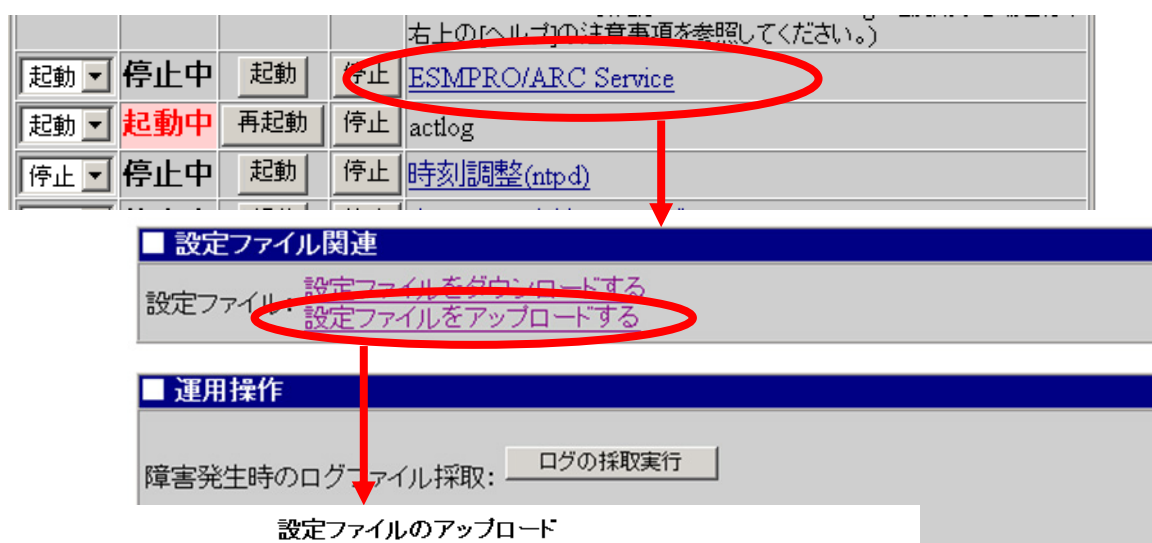 右上の[ヘルプ]の注意事項を参照してください。)
起動 停止中 起動 停止 ESMPRO/ARC Service
起動 起動中 再起動 停止 actlog
停止 停止中 起動 停止 時刻調整(ntpd)
■ 設定ファイル関連
設定ファイル: 設定ファイルをダウンロードする
設定ファイルをアップロードする
■ 運用操作
障害発生時のログファイル採取: ログの採取実行
設定ファイルのアップロード